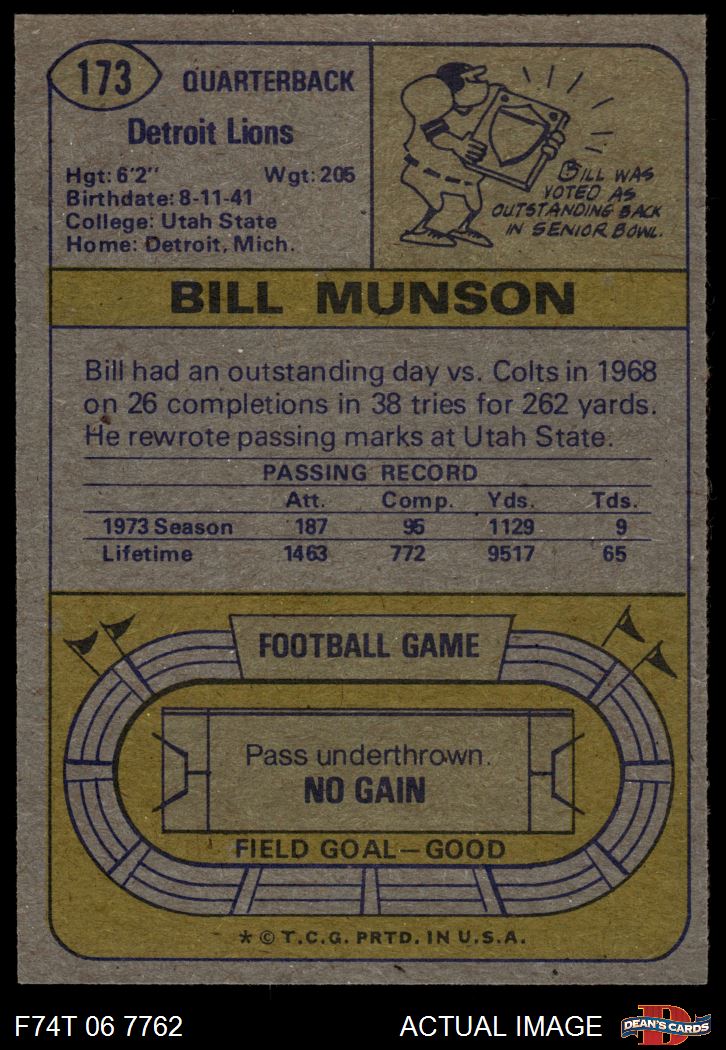 173
QUARTERBACK
Detroit Lions
Hgt: 6'2" Wgt: 205
Birthdate: 8-11-41
College: Utah State
Home: Detroit, Mich.
BILL WAS
VOTED AS
OUTSTANDING BACK
IN SENIOR BOWL.
BILL MUNSON
Bill had an outstanding day vs. Colts in 1968
on 26 completions in 38 tries for 262 yards.
He rewrote passing marks at Utah State.
PASSING RECORD
Att. Comp. Yds. Tds.
1973 Season 187 95 1129 9
Lifetime 1463 772 9517 65
FOOTBALL GAME
Pass underthrown.
NO GAIN
FIELD GOAL—GOOD
* © T.C.G. PRTD. IN U.S.A.
F74T 06 7762 ACTUAL IMAGE
D
DEAN'S CARDS